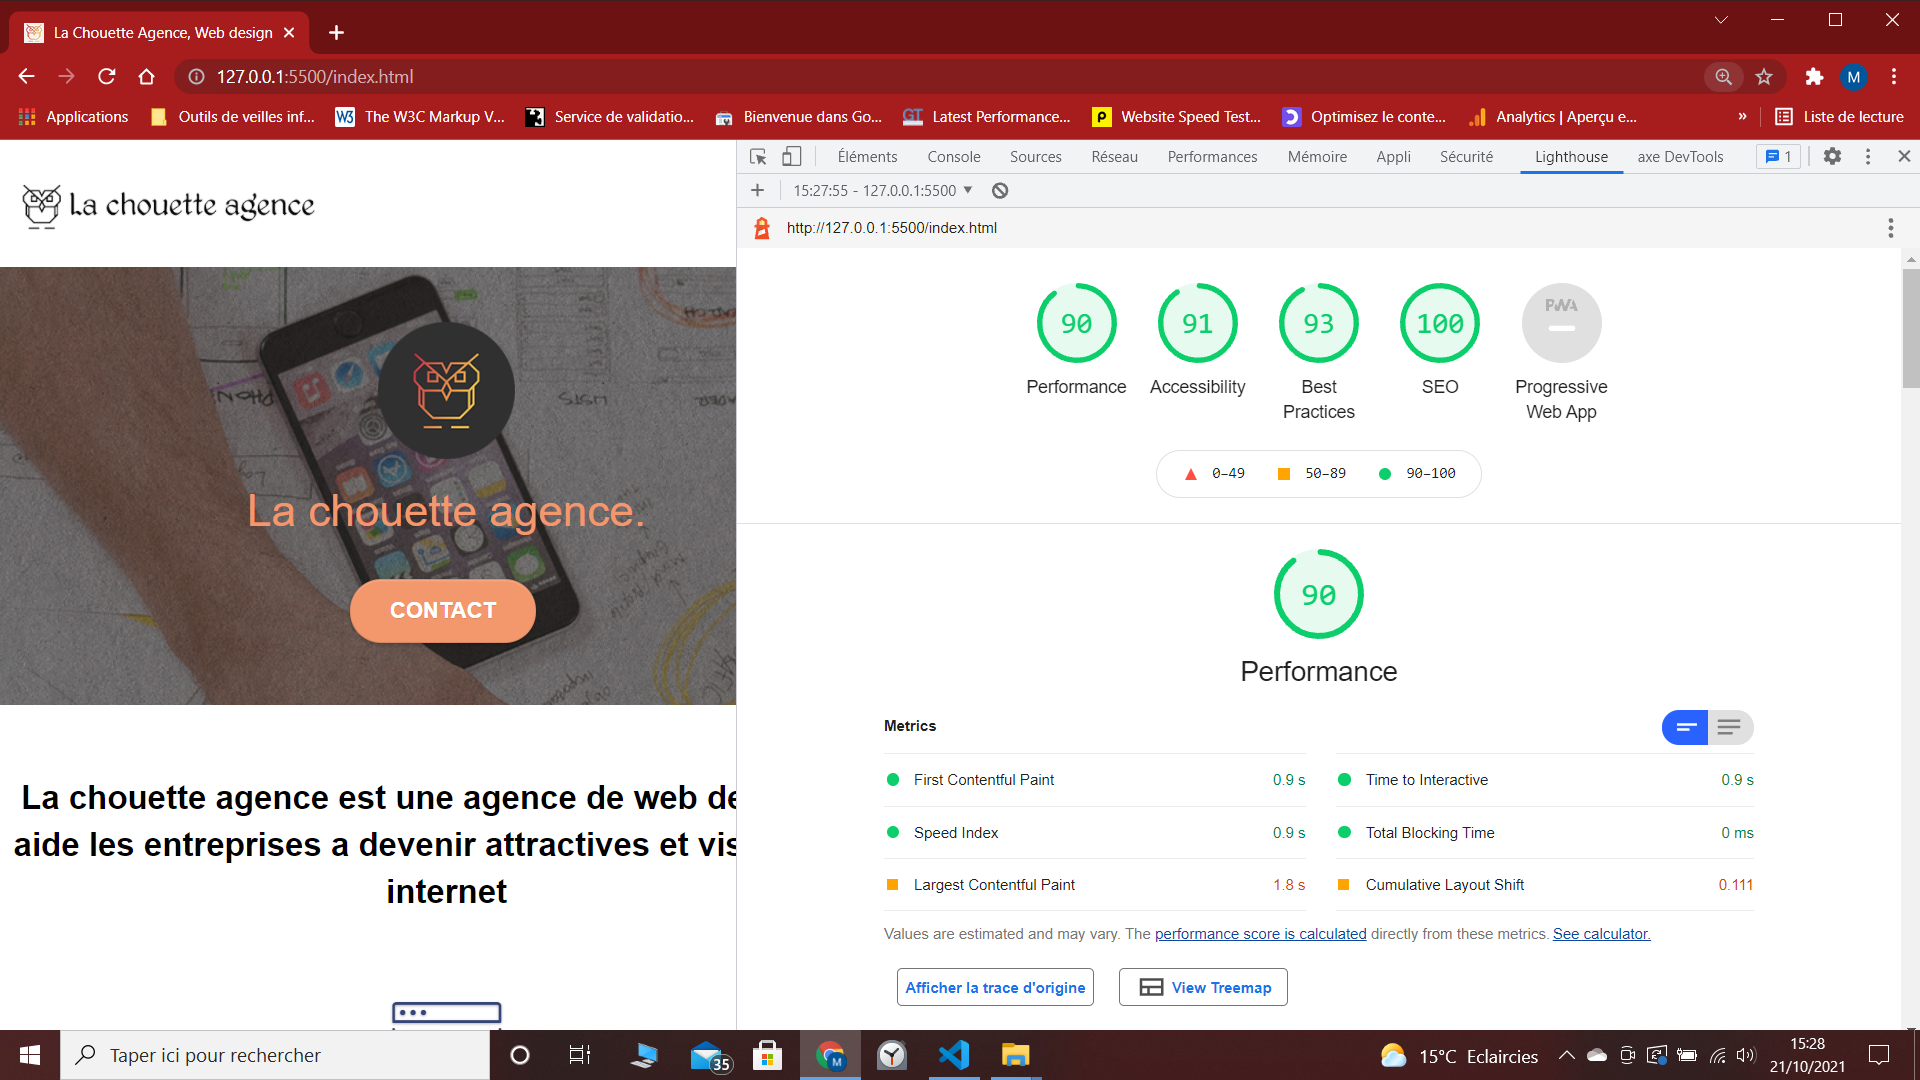 La Chouette Agence, Web design
127.0.0.1:5500/index.html
M
Applications
Outils de veilles inf...
The W3C Markup V...
Service de validatio...
Bienvenue dans Go...
Latest Performance...
Website Speed Test...
Optimisez le conte...
Analytics | Aperçu e...
»
Liste de lecture
La chouette agence
La chouette agence.
CONTACT
La chouette agence est une agence de web de
aide les entreprises a devenir attractives et vis
internet
Éléments
Console
Sources
Réseau
Performances
Mémoire
Appli
Sécurité
Lighthouse
axe DevTools
1
15:27:55 - 127.0.0.1:5500
http://127.0.0.1:5500/index.html
90
91
93
100
PWA
Performance
Accessibility
Best
Practices
SEO
Progressive
Web App
0–49
50–89
90–100
90
Performance
Metrics
First Contentful Paint
0.9 s
Time to Interactive
0.9 s
Speed Index
0.9 s
Total Blocking Time
0 ms
Largest Contentful Paint
1.8 s
Cumulative Layout Shift
0.111
Values are estimated and may vary. The performance score is calculated directly from these metrics. See calculator.
Afficher la trace d'origine
View Treemap
Taper ici pour rechercher
35
M
15°C Eclaircies
15:28
21/10/2021